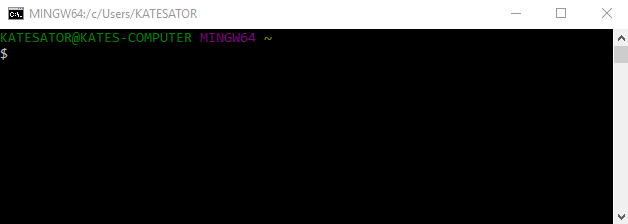 MINGW64:/c/Users/KATESATOR
KATESATOR@KATES-COMPUTER MINGW64 ~
$